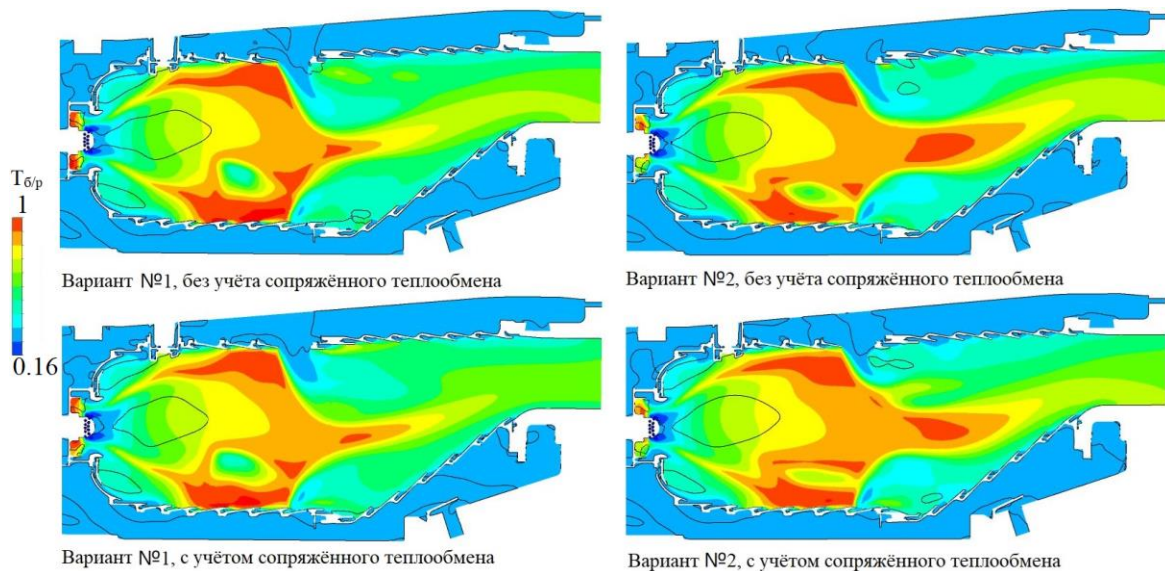 Вариант №1, без учёта сопряжённого теплообмена
Вариант №2, без учёта сопряжённого теплообмена
Тб/р
1
0.16
Вариант №1, с учётом сопряжённого теплообмена
Вариант №2, с учётом сопряжённого теплообмена